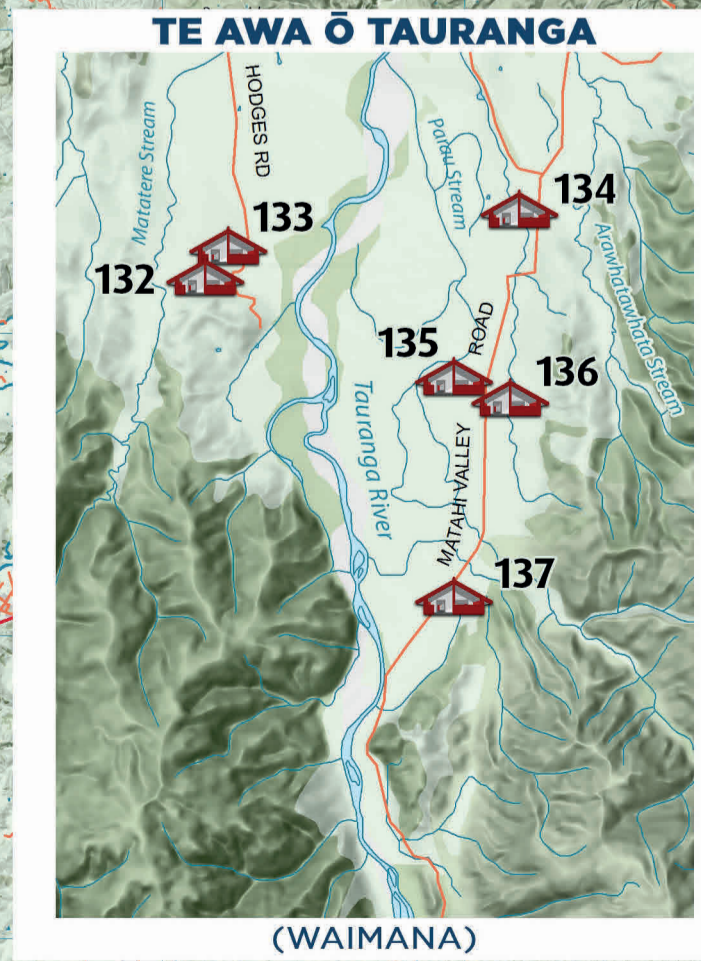 TE AWA Ō TAURANGA
HODGES RD
Matatere Stream
Parau Stream
133
132
134
Arawhatawhata Stream
135
136
MATAHI VALLEY ROAD
Tauranga River
137
(WAIMANA)